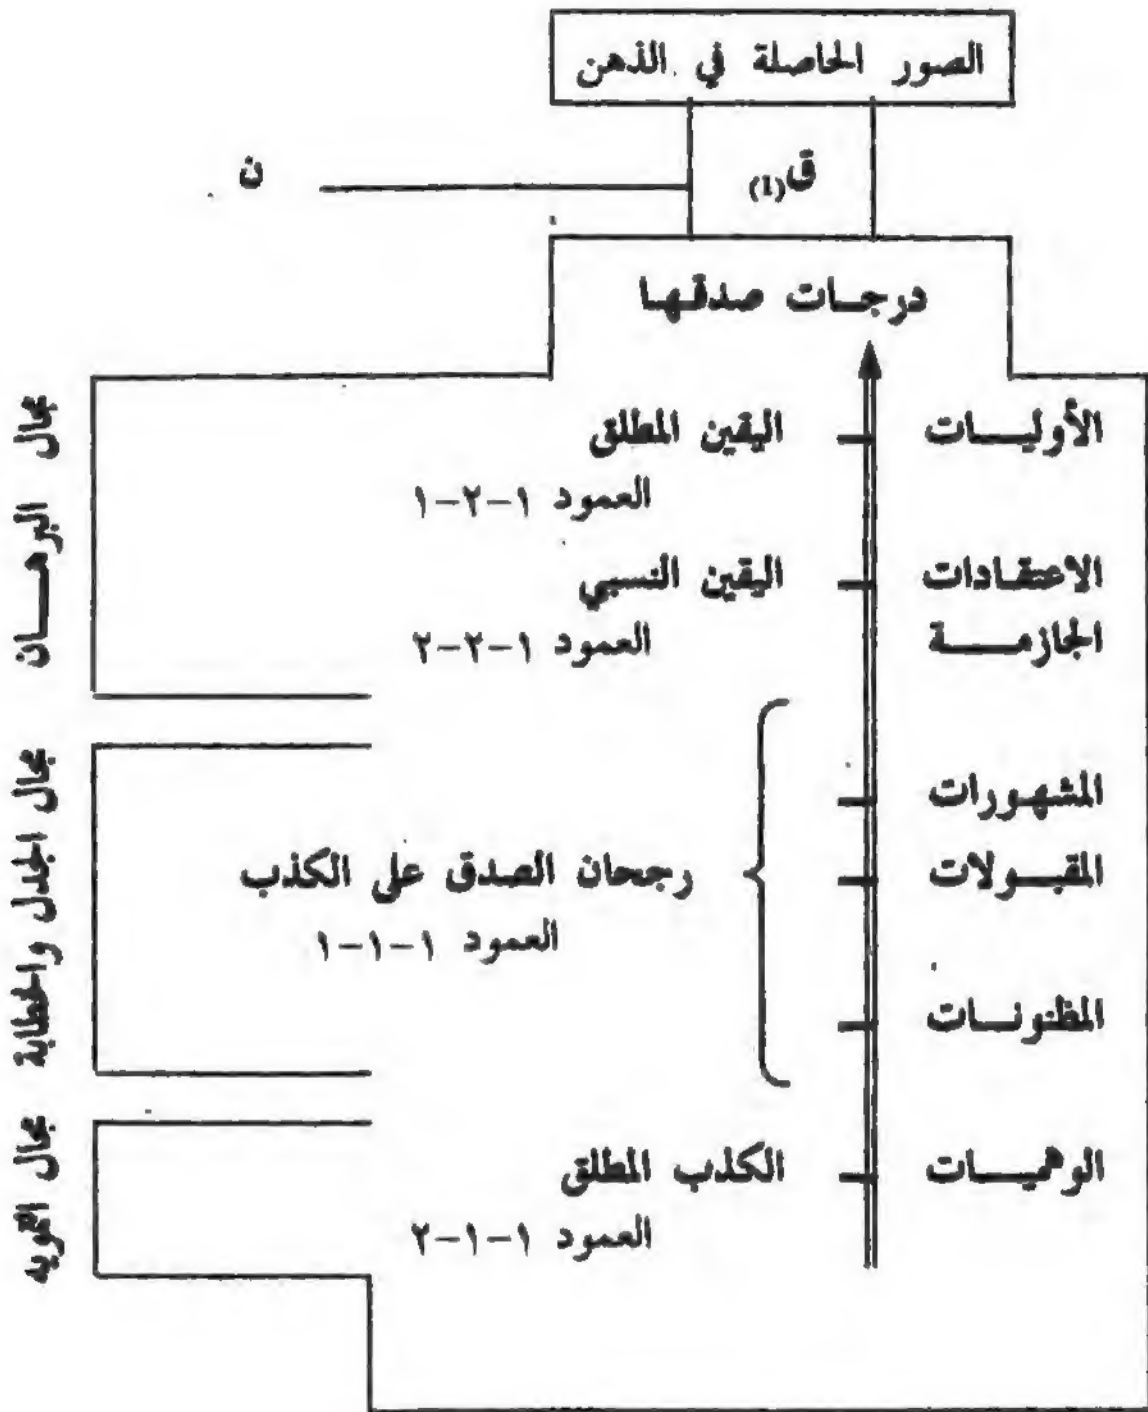 الصور الحاصلة في الذهن
ق(1)
ن
درجات صدقها
الأوليات
اليقين المطلق
العمود ١-٢-١
الاعتقادات
الجازمة
اليقين النسبي
العمود ١-٢-٢
المشهورات
المقبولات
المظنونات
رجحان الصدق على الكذب
العمود ١-١-١
الوهميات
الكذب المطلق
العمود ١-١-٢
مجال البرهان
مجال الجدل والخطابة
مجال التمويه